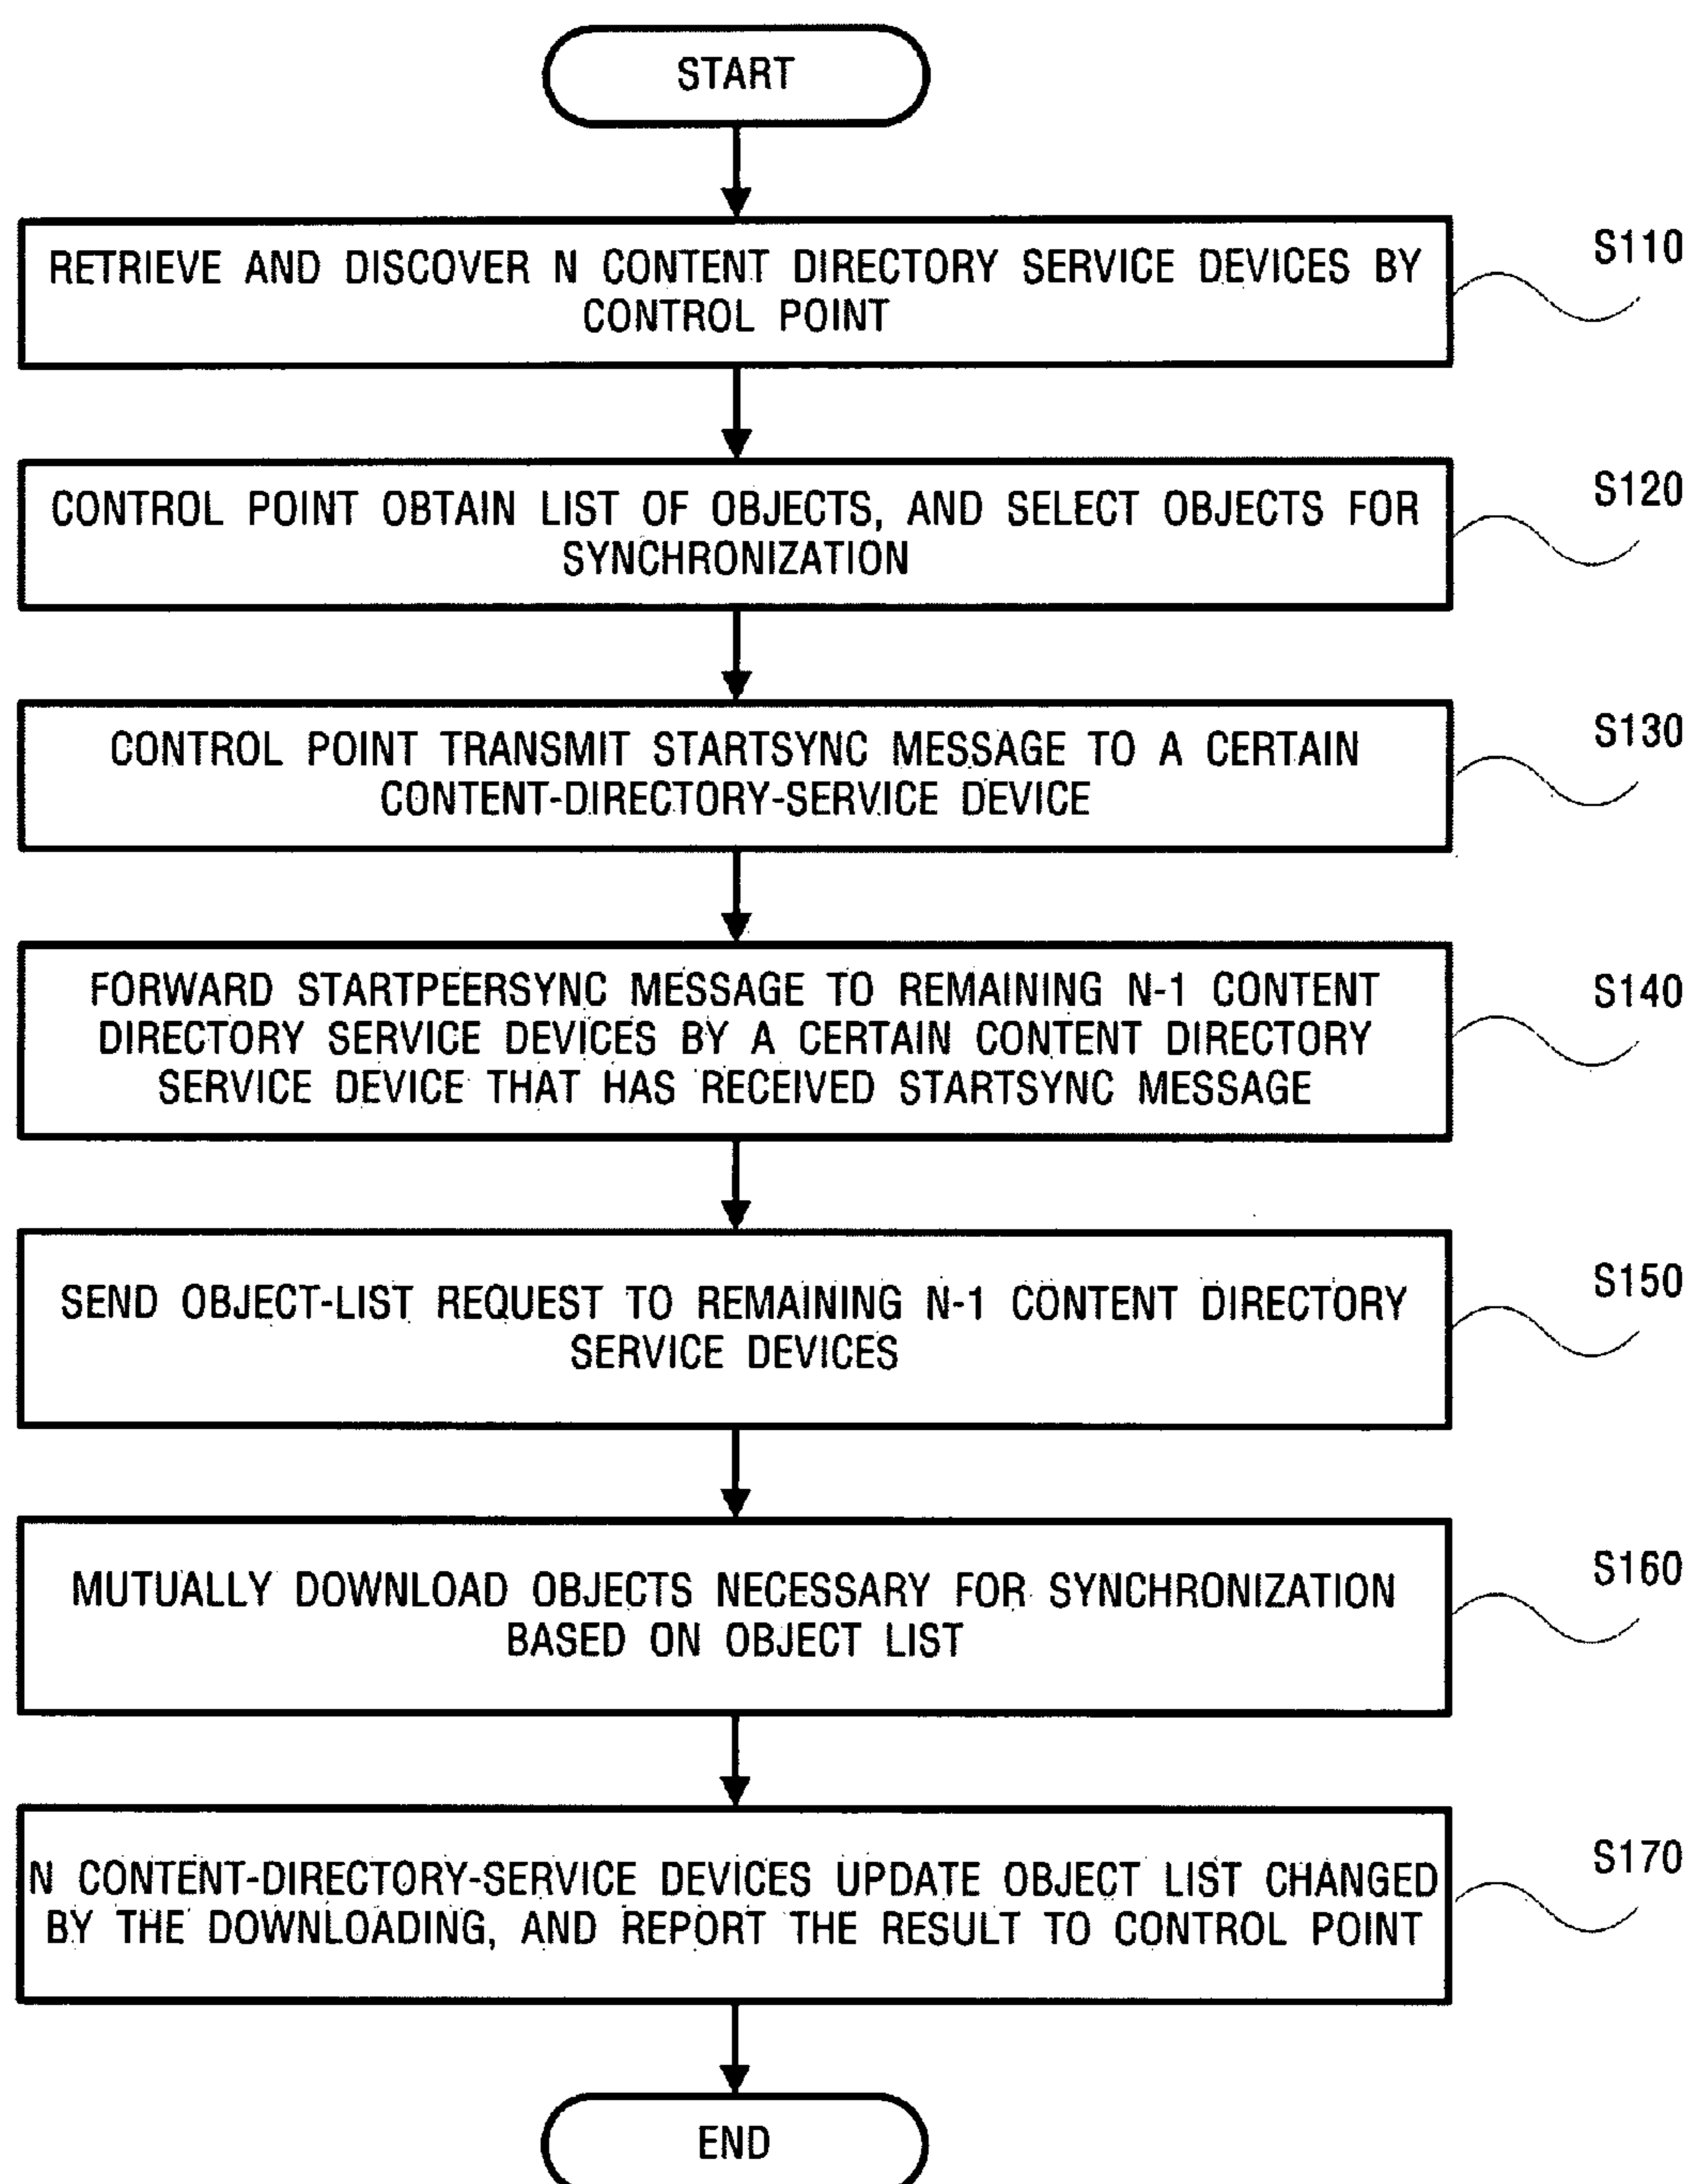 START
RETRIEVE AND DISCOVER N CONTENT DIRECTORY SERVICE DEVICES BY
CONTROL POINT
S110
CONTROL POINT OBTAIN LIST OF OBJECTS, AND SELECT OBJECTS FOR
SYNCHRONIZATION
S120
CONTROL POINT TRANSMIT STARTSYNC MESSAGE TO A CERTAIN
CONTENT-DIRECTORY-SERVICE DEVICE
S130
FORWARD STARTPEERSYNC MESSAGE TO REMAINING N-1 CONTENT
DIRECTORY SERVICE DEVICES BY A CERTAIN CONTENT DIRECTORY
SERVICE DEVICE THAT HAS RECEIVED STARTSYNC MESSAGE
S140
SEND OBJECT-LIST REQUEST TO REMAINING N-1 CONTENT DIRECTORY
SERVICE DEVICES
S150
MUTUALLY DOWNLOAD OBJECTS NECESSARY FOR SYNCHRONIZATION
BASED ON OBJECT LIST
S160
N CONTENT-DIRECTORY-SERVICE DEVICES UPDATE OBJECT LIST CHANGED
BY THE DOWNLOADING, AND REPORT THE RESULT TO CONTROL POINT
S170
END